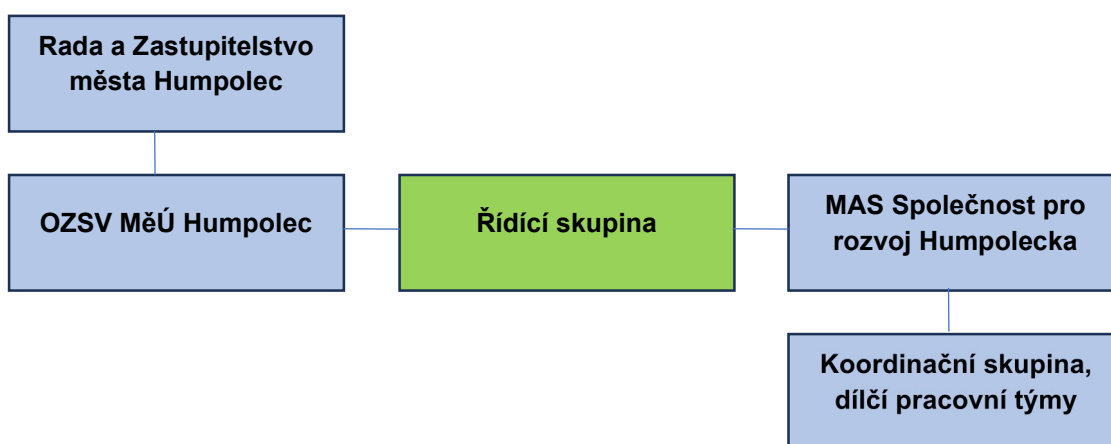 Rada a Zastupitelstvo
města Humpolec
OZSV MěÚ Humpolec
Řídící skupina
MAS Společnost pro
rozvoj Humpolecka
Koordinační skupina,
dílčí pracovní týmy